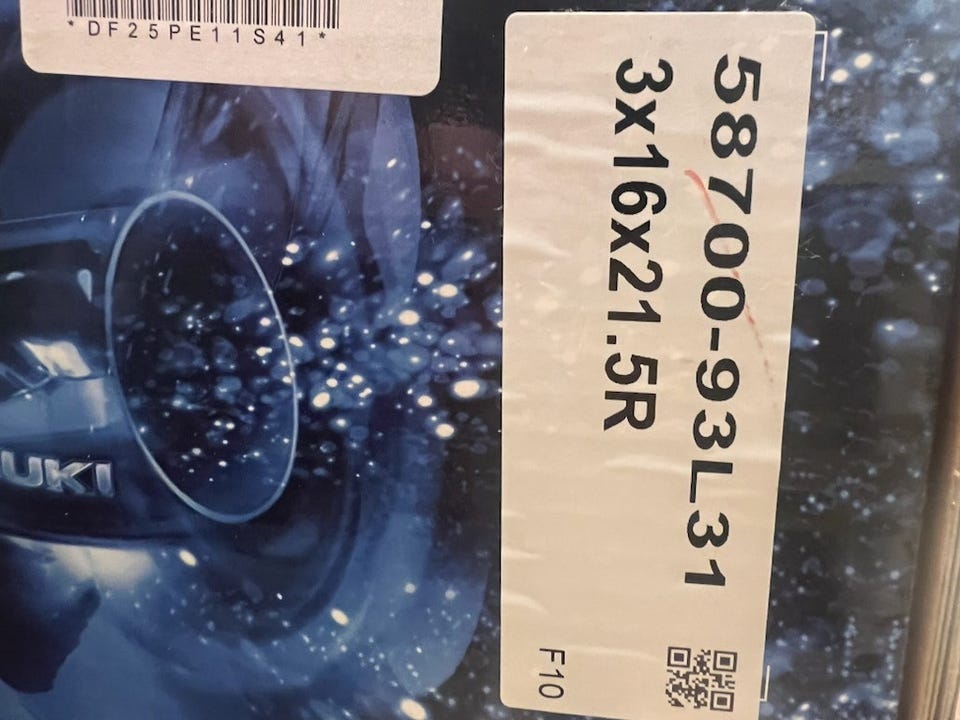 *DF25PE11S41*
58700-93L31
3x16x21.5R
F10
UKI